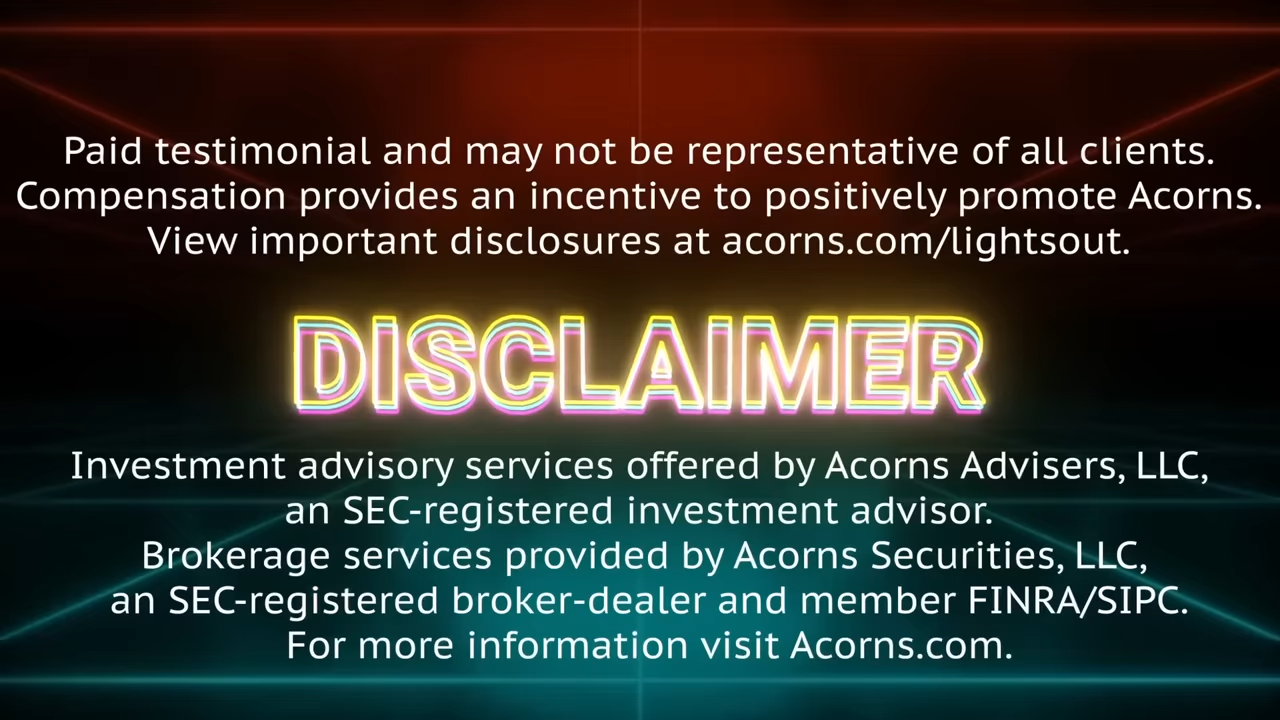 Paid testimonial and may not be representative of all clients.
Compensation provides an incentive to positively promote Acorns.
View important disclosures at acorns.com/lightsout.
DISCLAIMER
Investment advisory services offered by Acorns Advisers, LLC,
an SEC-registered investment advisor.
Brokerage services provided by Acorns Securities, LLC,
an SEC-registered broker-dealer and member FINRA/SIPC.
For more information visit Acorns.com.